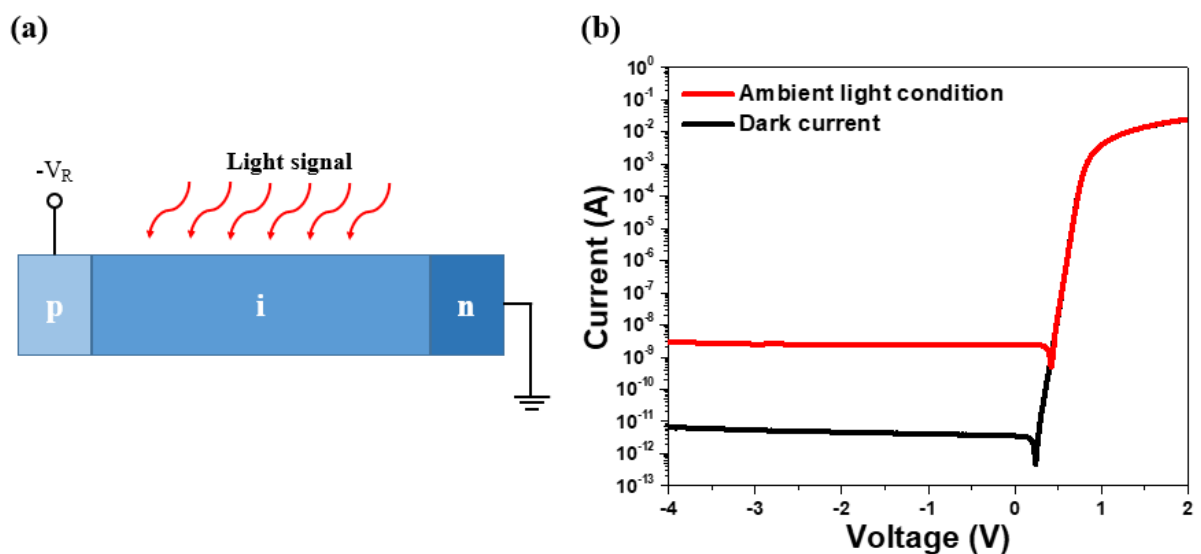 (a)
Light signal
-V_R
p
i
n
(b)
Current (A)
10^0
10^-1
10^-2
10^-3
10^-4
10^-5
10^-6
10^-7
10^-8
10^-9
10^-10
10^-11
10^-12
10^-13
Ambient light condition
Dark current
-4 -3 -2 -1 0 1 2
Voltage (V)